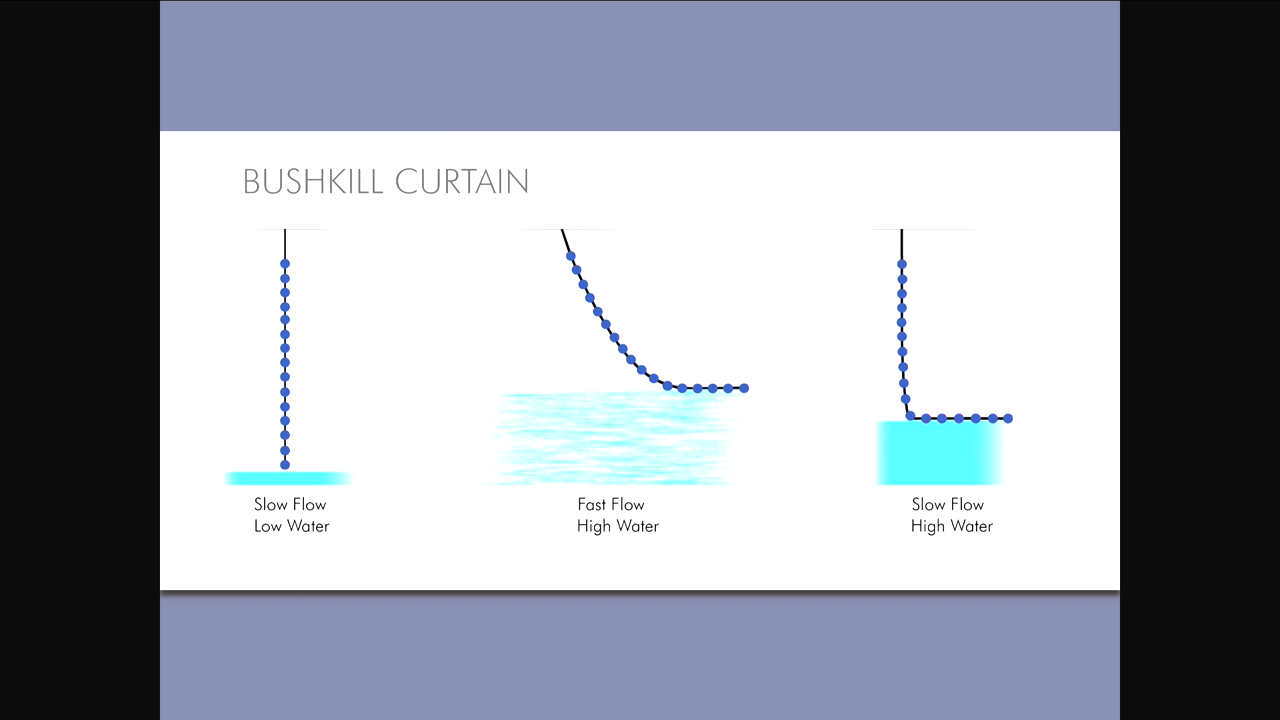 BUSHKILL CURTAIN
Slow Flow
Low Water
Fast Flow
High Water
Slow Flow
High Water